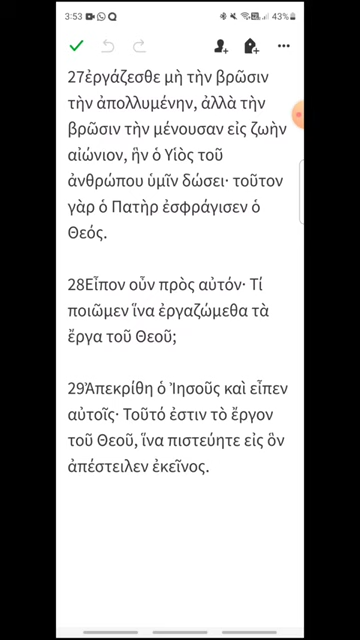 3:53
43%
27ἐργάζεσθε μὴ τὴν βρῶσιν
τὴν ἀπολλυμένην, ἀλλὰ τὴν
βρῶσιν τὴν μένουσαν εἰς ζωὴν
αἰώνιον, ἣν ὁ Υἱὸς τοῦ
ἀνθρώπου ὑμῖν δώσει· τοῦτον
γὰρ ὁ Πατὴρ ἐσφράγισεν ὁ
Θεός.
28Εἶπον οὖν πρὸς αὐτόν· Τί
ποιῶμεν ἵνα ἐργαζώμεθα τὰ
ἔργα τοῦ Θεοῦ;
29Ἀπεκρίθη ὁ Ἰησοῦς καὶ εἶπεν
αὐτοῖς· Τοῦτό ἐστιν τὸ ἔργον
τοῦ Θεοῦ, ἵνα πιστεύητε εἰς ὃν
ἀπέστειλεν ἐκεῖνος.